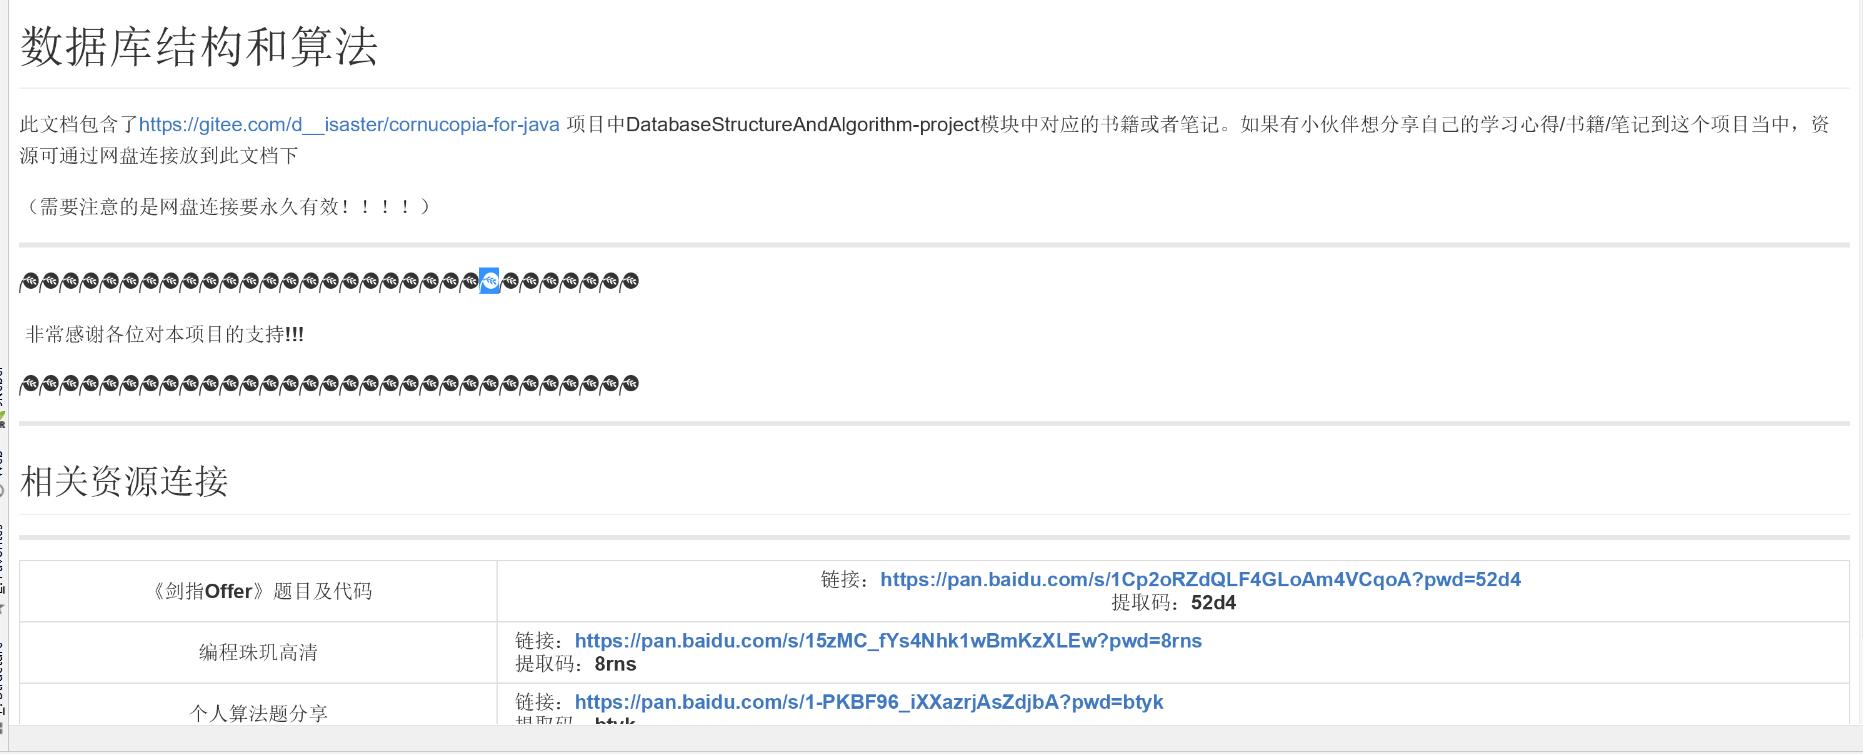 数据库结构和算法
此文档包含了https://gitee.com/d__isaster/cornucopia-for-java 项目中DatabaseStructureAndAlgorithm-project模块中对应的书籍或者笔记。如果有小伙伴想分享自己的学习心得/书籍/笔记到这个项目当中，资
源可通过网盘连接放到此文档下
（需要注意的是网盘连接要永久有效！！！！）
非常感谢各位对本项目的支持!!!
相关资源连接
《剑指Offer》题目及代码
链接：https://pan.baidu.com/s/1Cp2oRZdQLF4GLoAm4VCqoA?pwd=52d4
提取码：52d4
编程珠玑高清
链接：https://pan.baidu.com/s/15zMC_fYs4Nhk1wBmKzXLEw?pwd=8rns
提取码：8rns
个人算法题分享
链接：https://pan.baidu.com/s/1-PKBF96_iXXazrjAsZdjbA?pwd=btyk
提取码：btyk